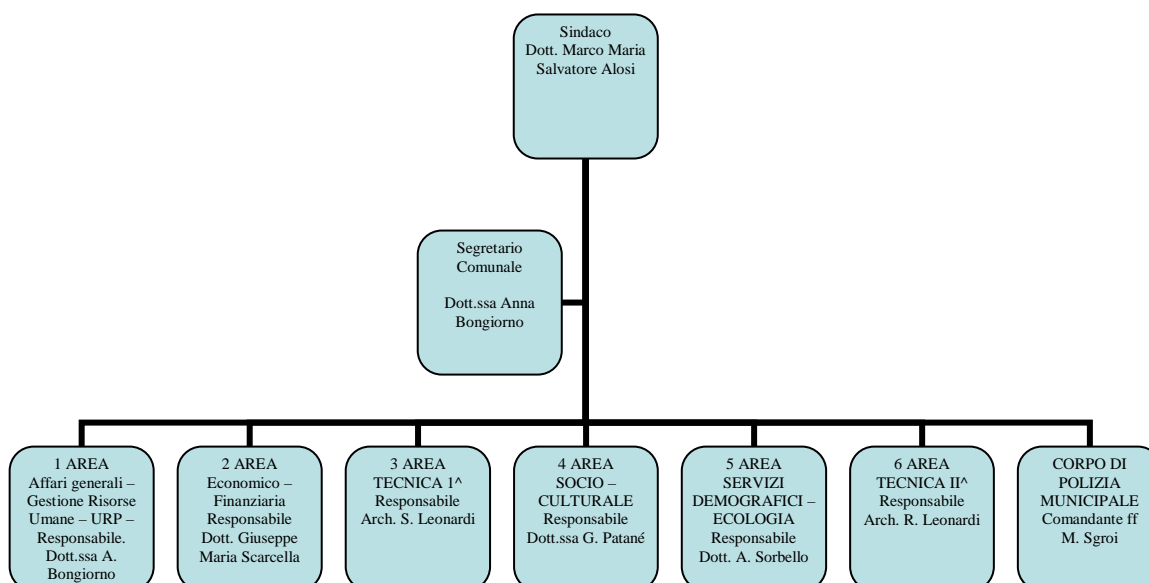 Sindaco
Dott. Marco Maria
Salvatore Alosi
Segretario
Comunale
Dott.ssa Anna
Bongiorno
1 AREA
Affari generali –
Gestione Risorse
Umane – URP –
Responsabile.
Dott.ssa A.
Bongiorno
2 AREA
Economico –
Finanziaria
Responsabile
Dott. Giuseppe
Maria Scarcella
3 AREA
TECNICA 1^
Responsabile
Arch. S. Leonardi
4 AREA
SOCIO –
CULTURALE
Responsabile
Dott.ssa G. Patané
5 AREA
SERVIZI
DEMOGRAFICI –
ECOLOGIA
Responsabile
Dott. A. Sorbello
6 AREA
TECNICA II^
Responsabile
Arch. R. Leonardi
CORPO DI
POLIZIA
MUNICIPALE
Comandante ff
M. Sgroi